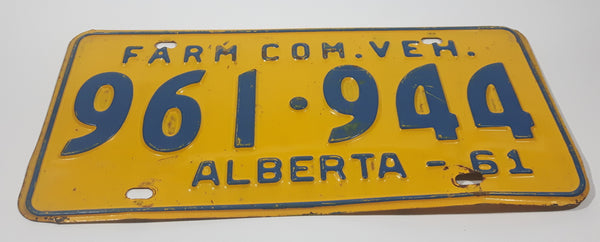 FARM COM. VEH.
961·944
ALBERTA - 61